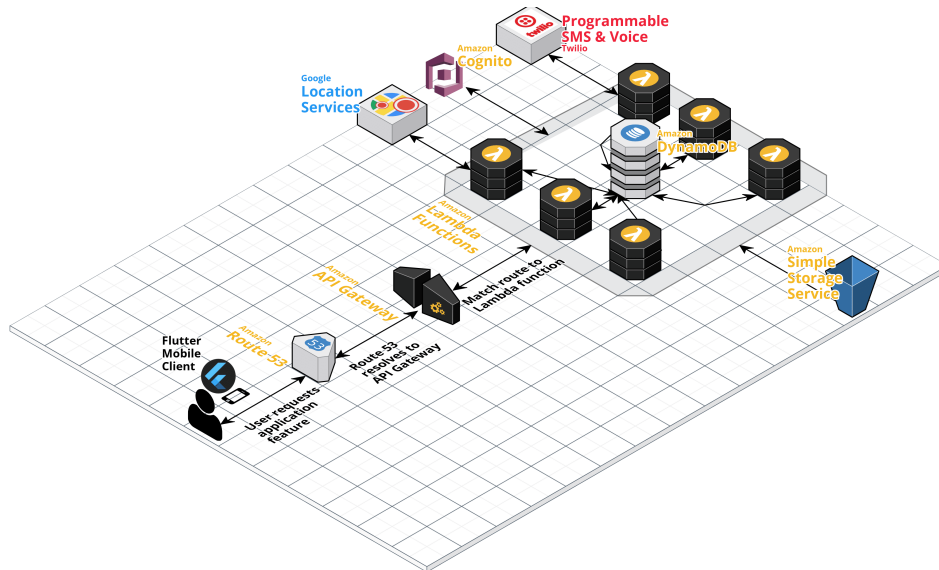 Programmable
SMS & Voice
Twilio
twilio
Amazon
Cognito
Google
Location
Services
Amazon
DynamoDB
Amazon
Lambda
Functions
Amazon
API Gateway
Match route to
Lambda function
Amazon
Simple
Storage
Service
Amazon
Route-53
53
Route 53
resolves to
API Gateway
Flutter
Mobile
Client
User requests
application
feature